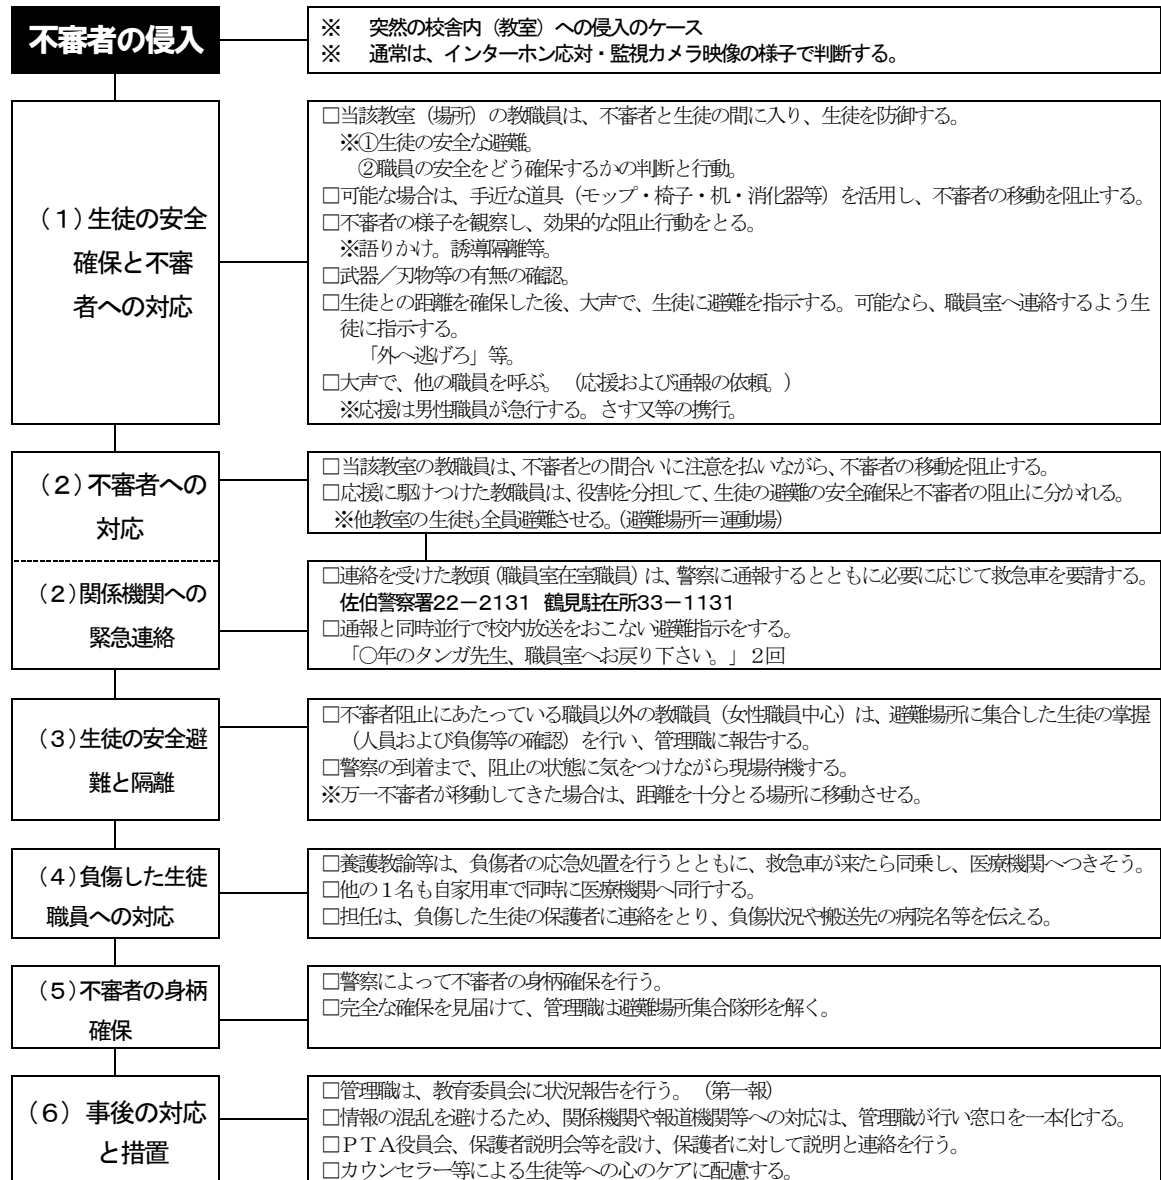 不審者の侵入
※　突然の校舎内（教室）への侵入のケース
※　通常は、インターホン応対・監視カメラ映像の様子で判断する。
（1）生徒の安全
確保と不審
者への対応
□当該教室（場所）の教職員は、不審者と生徒の間に入り、生徒を防御する。
※①生徒の安全な避難。
②職員の安全をどう確保するかの判断と行動。
□可能な場合は、手近な道具（モップ・椅子・机・消化器等）を活用し、不審者の移動を阻止する。
□不審者の様子を観察し、効果的な阻止行動をとる。
※語りかけ。誘導隔離等。
□武器／刃物等の有無の確認。
□生徒との距離を確保した後、大声で、生徒に避難を指示する。可能なら、職員室へ連絡するよう生
徒に指示する。
「外へ逃げろ」等。
□大声で、他の職員を呼ぶ。（応援および通報の依頼。）
※応援は男性職員が急行する。さす又等の携行。
（2）不審者への
対応
□当該教室の教職員は、不審者との間合いに注意を払いながら、不審者の移動を阻止する。
□応援に駆けつけた教職員は、役割を分担して、生徒の避難の安全確保と不審者の阻止に分かれる。
※他教室の生徒も全員避難させる。（避難場所＝運動場）
（2）関係機関への
緊急連絡
□連絡を受けた教頭（職員室在室職員）は、警察に通報するとともに必要に応じて救急車を要請する。
佐伯警察署22－2131 鶴見駐在所33－1131
□通報と同時並行で校内放送をおこない避難指示をする。
「〇年のタンガ先生、職員室へお戻り下さい。」2回
（3）生徒の安全避
難と隔離
□不審者阻止にあたっている職員以外の教職員（女性職員中心）は、避難場所に集合した生徒の掌握
（人員および負傷等の確認）を行い、管理職に報告する。
□警察の到着まで、阻止の状態に気をつけながら現場待機する。
※万一不審者が移動してきた場合は、距離を十分とる場所に移動させる。
（4）負傷した生徒
職員への対応
□養護教諭等は、負傷者の応急処置を行うとともに、救急車が来たら同乗し、医療機関へつきそう。
□他の1名も自家用車で同時に医療機関へ同行する。
□担任は、負傷した生徒の保護者に連絡をとり、負傷状況や搬送先の病院名等を伝える。
（5）不審者の身柄
確保
□警察によって不審者の身柄確保を行う。
□完全な確保を見届けて、管理職は避難場所集合隊形を解く。
（6）事後の対応
と措置
□管理職は、教育委員会に状況報告を行う。（第一報）
□情報の混乱を避けるため、関係機関や報道機関等への対応は、管理職が行い窓口を一本化する。
□ＰＴＡ役員会、保護者説明会等を設け、保護者に対して説明と連絡を行う。
□カウンセラー等による生徒等への心のケアに配慮する。